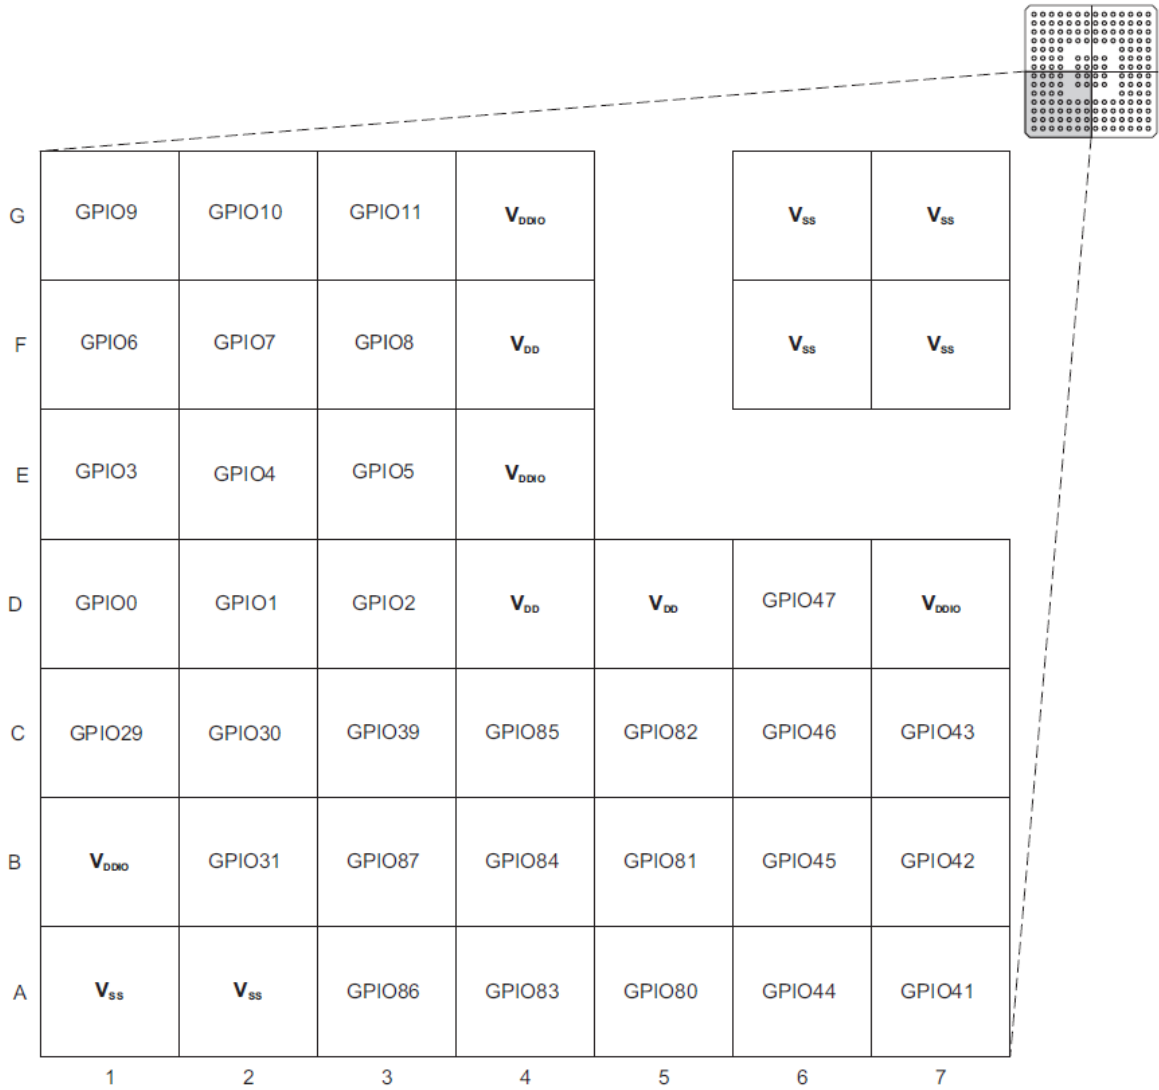 G GPIO9 GPIO10 GPIO11 VDDIO VSS VSS
F GPIO6 GPIO7 GPIO8 VDD VSS VSS
E GPIO3 GPIO4 GPIO5 VDDIO
D GPIO0 GPIO1 GPIO2 VDD VDD GPIO47 VDDIO
C GPIO29 GPIO30 GPIO39 GPIO85 GPIO82 GPIO46 GPIO43
B VDDIO GPIO31 GPIO87 GPIO84 GPIO81 GPIO45 GPIO42
A VSS VSS GPIO86 GPIO83 GPIO80 GPIO44 GPIO41
1 2 3 4 5 6 7